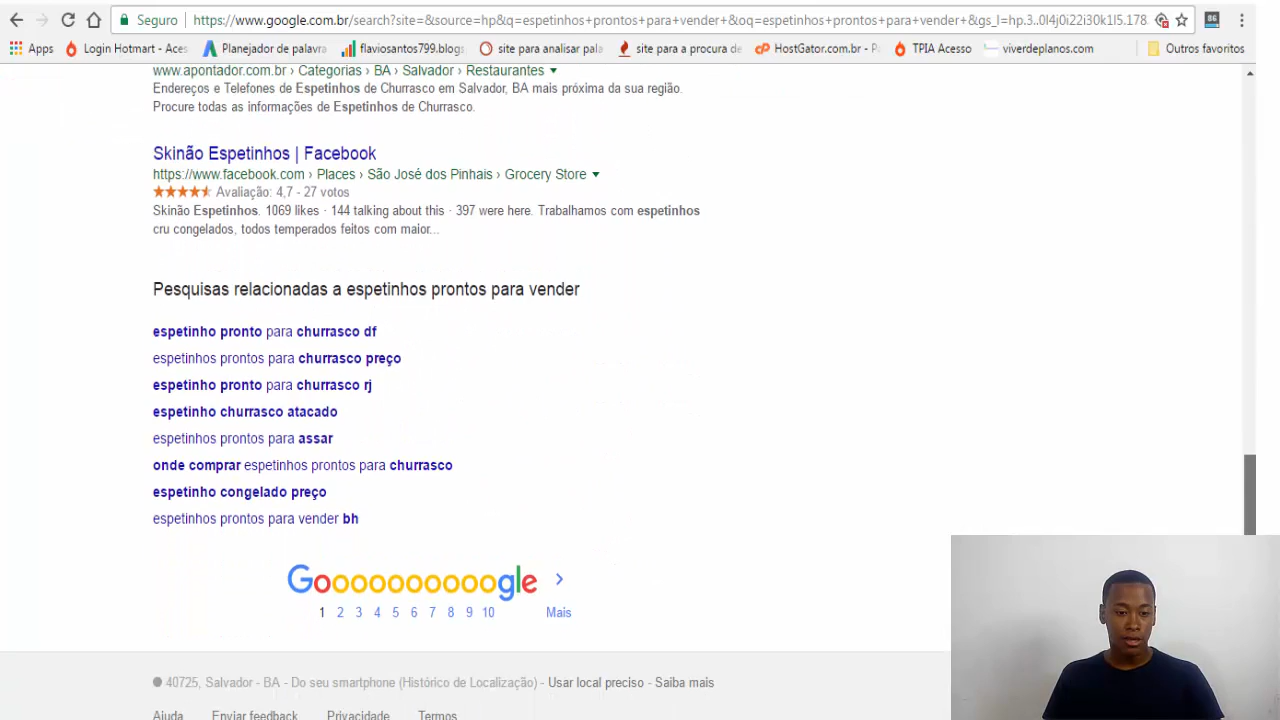 Seguro
https://www.google.com.br/search?site=&source=hp&q=espetinhos+prontos+para+vender+&oq=espetinhos+prontos+para+vender+&gs_l=hp.3..0l4j0i22i30k1l5.178
Apps Login Hotmart - Aces Planejador de palavra flaviosantos799.blogs site para analisar pala site para a procura de HostGator.com.br - P TPIA Acesso viverdeplanos.com Outros favoritos
www.apontador.com.br › Categorias › BA › Salvador › Restaurantes
Endereços e Telefones de Espetinhos de Churrasco em Salvador, BA mais próxima da sua região.
Procure todas as informações de Espetinhos de Churrasco.
Skinão Espetinhos | Facebook
https://www.facebook.com › Places › São José dos Pinhais › Grocery Store
Avaliação: 4,7 - 27 votos
Skinão Espetinhos. 1069 likes · 144 talking about this · 397 were here. Trabalhamos com espetinhos
cru congelados, todos temperados feitos com maior...
Pesquisas relacionadas a espetinhos prontos para vender
espetinho pronto para churrasco df
espetinhos prontos para churrasco preço
espetinho pronto para churrasco rj
espetinho churrasco atacado
espetinhos prontos para assar
onde comprar espetinhos prontos para churrasco
espetinho congelado preço
espetinhos prontos para vender bh
Goooooooooogle
1 2 3 4 5 6 7 8 9 10 Mais
40725, Salvador - BA - Do seu smartphone (Histórico de Localização) - Usar local preciso - Saiba mais
Ajuda Enviar feedback Privacidade Termos